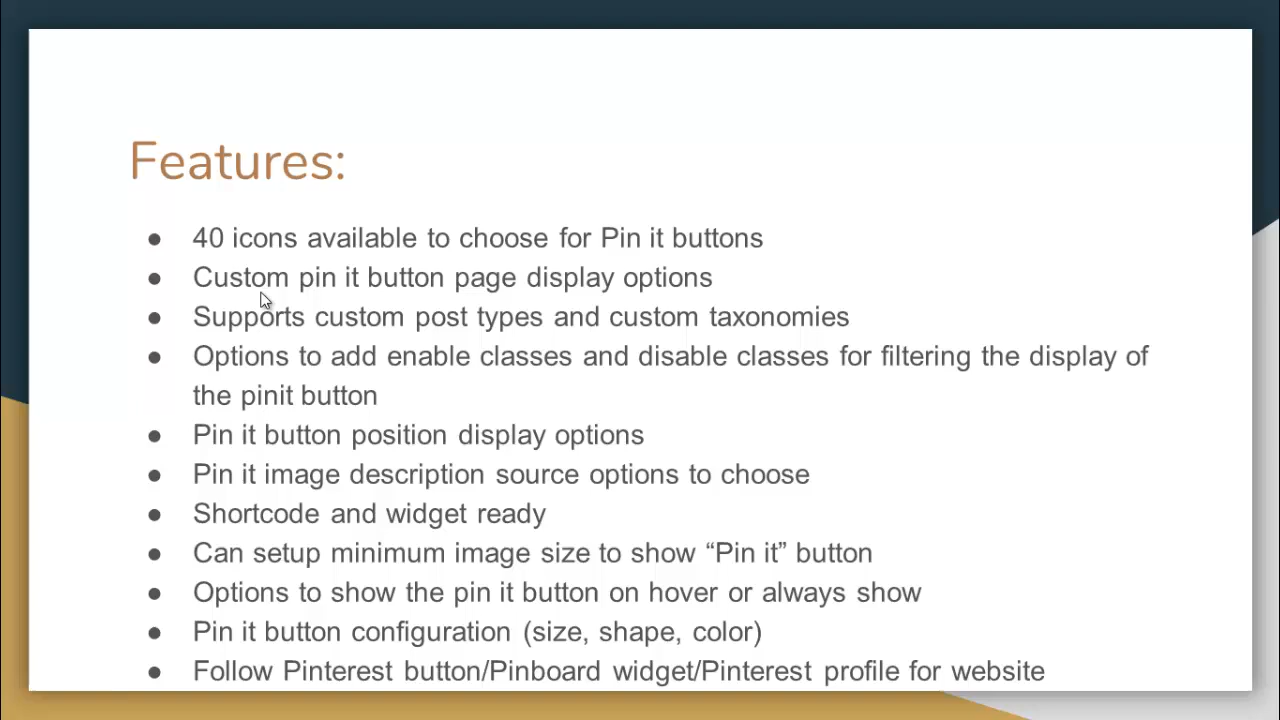 Features:
● 40 icons available to choose for Pin it buttons
● Custom pin it button page display options
● Supports custom post types and custom taxonomies
● Options to add enable classes and disable classes for filtering the display of
the pinit button
● Pin it button position display options
● Pin it image description source options to choose
● Shortcode and widget ready
● Can setup minimum image size to show “Pin it” button
● Options to show the pin it button on hover or always show
● Pin it button configuration (size, shape, color)
● Follow Pinterest button/Pinboard widget/Pinterest profile for website